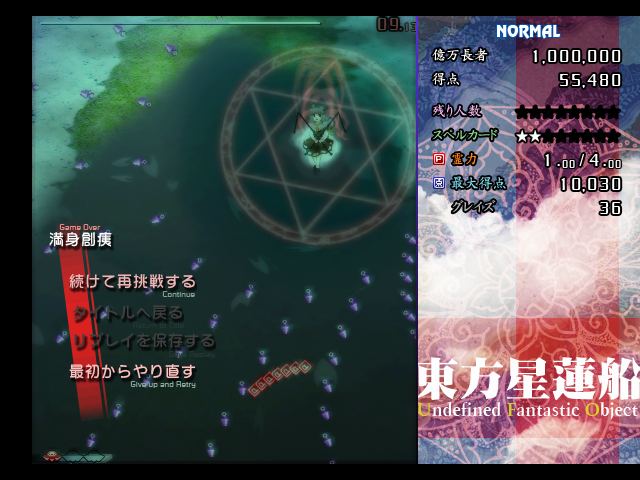 09.13
NORMAL
億万長者 1,000,000
得点 55,480
残り人数
スペルカード
P 霊力 1.00/4.00
点 最大得点 10,030
グレイズ 36
Game Over
満身創痍
続けて再挑戦する
Continue
タイトルへ戻る
リプレイを保存する
最初からやり直す
Give up and Retry
東方星蓮船
Undefined Fantastic Object